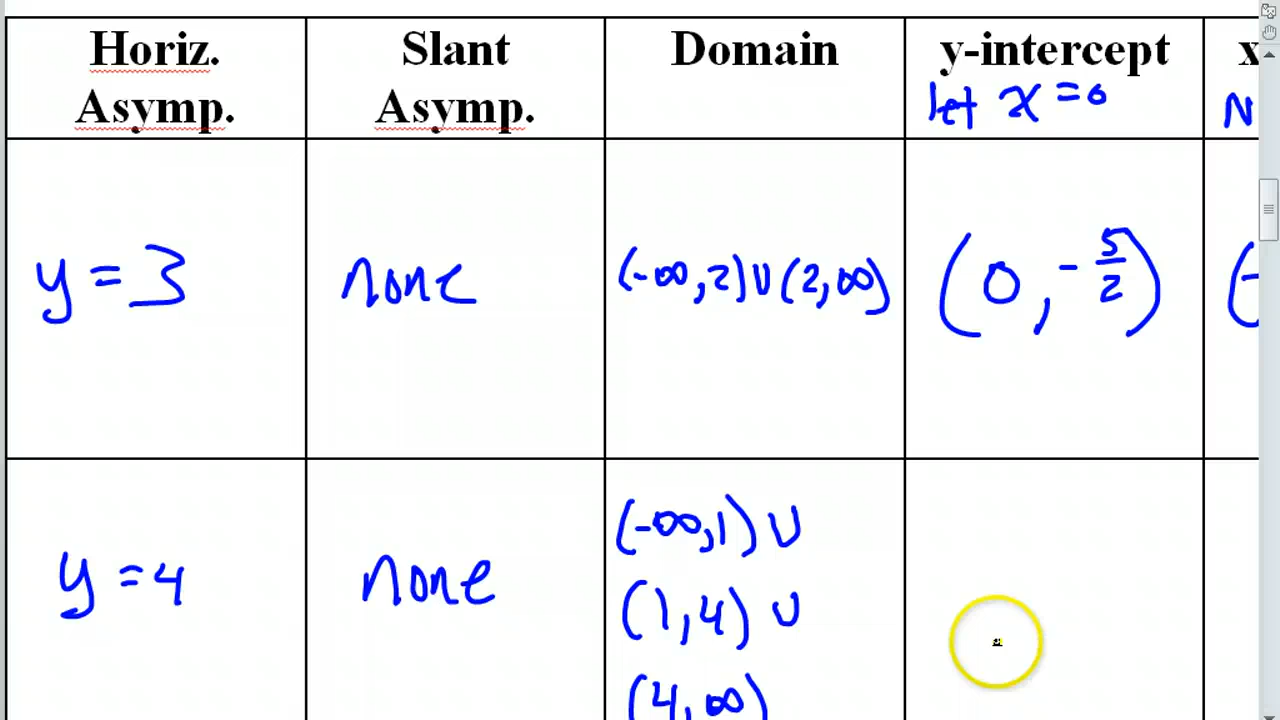 Horiz. Asymp.
Slant Asymp.
Domain
y-intercept
let x = 0
x
N
y = 3
none
(-∞, 2) ∪ (2, ∞)
(0, -5/2)
(-
y = 4
none
(-∞, 1) ∪
(1, 4) ∪
(4, ∞)